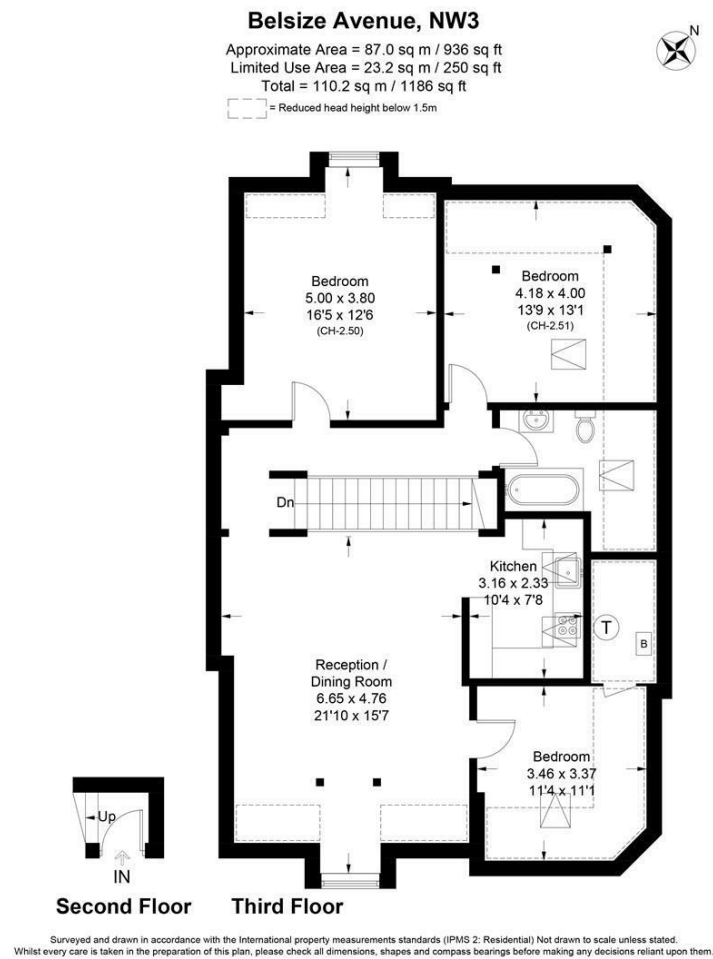 Belsize Avenue, NW3
Approximate Area = 87.0 sq m / 936 sq ft
Limited Use Area = 23.2 sq m / 250 sq ft
Total = 110.2 sq m / 1186 sq ft
= Reduced head height below 1.5m
N
Bedroom
5.00 x 3.80
16'5 x 12'6
(CH-2.50)
Bedroom
4.18 x 4.00
13'9 x 13'1
(CH-2.51)
Dn
Kitchen
3.16 x 2.33
10'4 x 7'8
T
B
Reception /
Dining Room
6.65 x 4.76
21'10 x 15'7
Bedroom
3.46 x 3.37
11'4 x 11'1
Up
IN
Second Floor
Third Floor
Surveyed and drawn in accordance with the International property measurements standards (IPMS 2: Residential) Not drawn to scale unless stated.
Whilst every care is taken in the preparation of this plan, please check all dimensions, shapes and compass bearings before making any decisions reliant upon them.